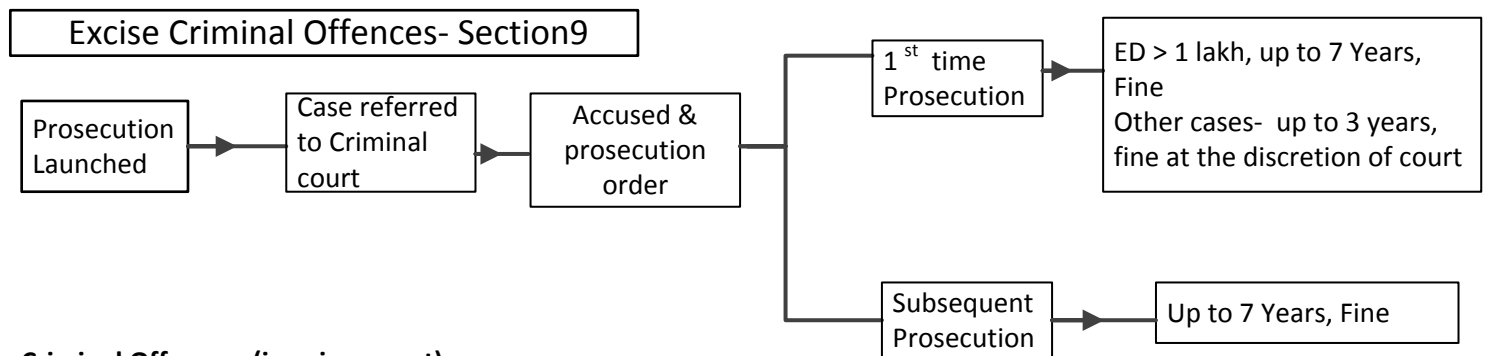 Excise Criminal Offences- Section9
Prosecution
Launched
Case referred
to Criminal
court
Accused &
prosecution
order
1 st time
Prosecution
ED > 1 lakh, up to 7 Years,
Fine
Other cases- up to 3 years,
fine at the discretion of court
Subsequent
Prosecution
Up to 7 Years, Fine